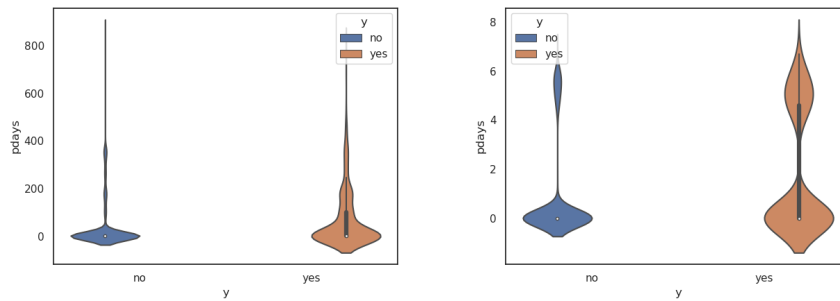 y
no
yes
800
600
400
200
0
pdays
no
yes
y
y
no
yes
8
6
4
2
0
pdays
no
yes
y